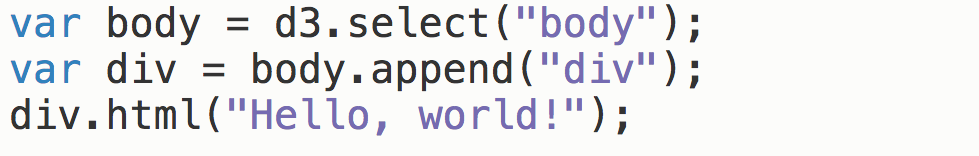 var body = d3.select("body");
var div = body.append("div");
div.html("Hello, world!");